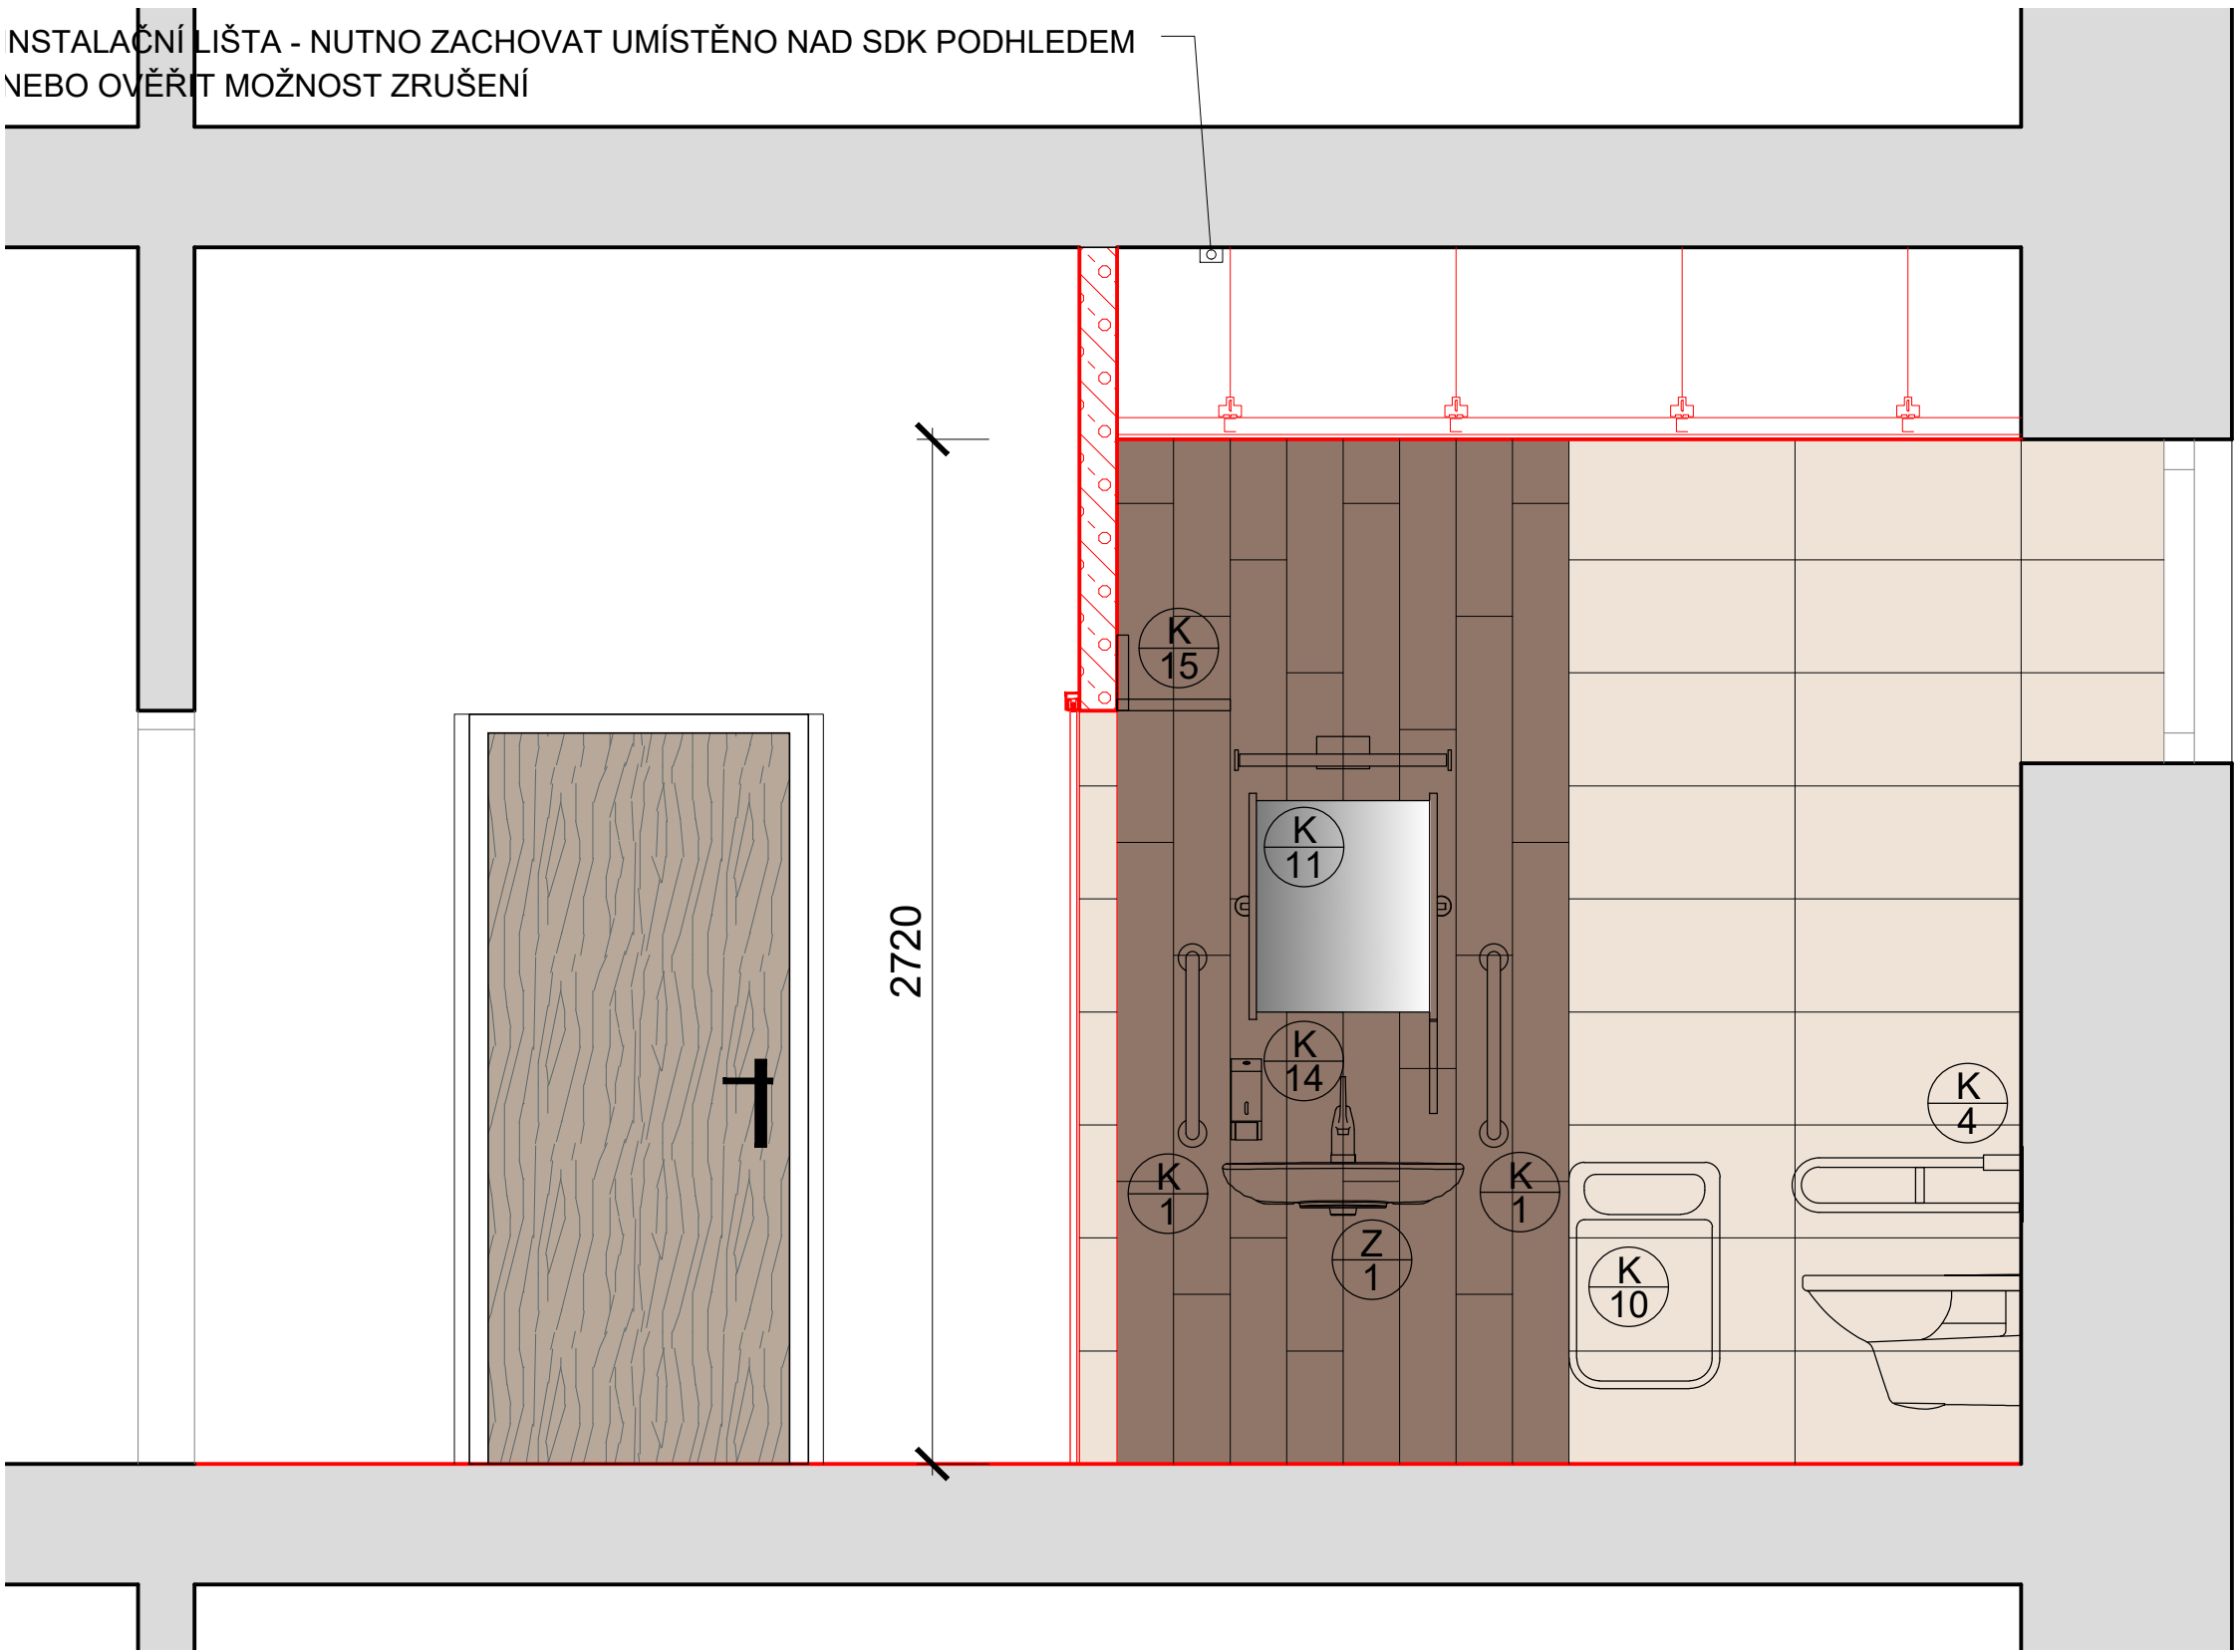 INSTALAČNÍ LIŠTA - NUTNO ZACHOVAT UMÍSTĚNO NAD SDK PODHLEDEM
NEBO OVĚŘIT MOŽNOST ZRUŠENÍ
K
15
K
11
2720
K
14
K
4
K
1
K
1
Z
1
K
10